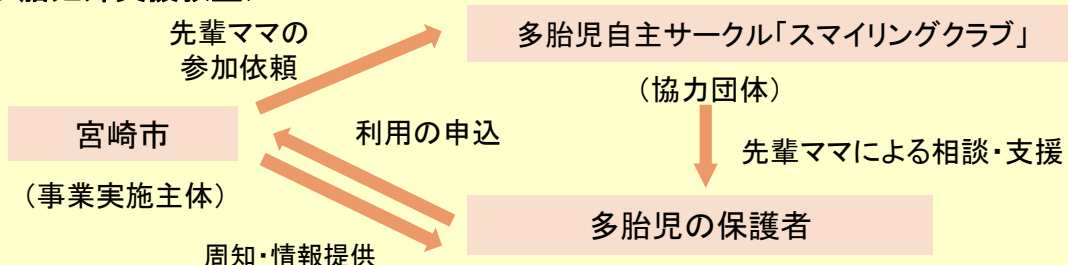 先輩ママの
参加依頼
多胎児自主サークル「スマイリングクラブ」
（協力団体）
宮崎市
利用の申込
先輩ママによる相談・支援
（事業実施主体）
多胎児の保護者
周知・情報提供